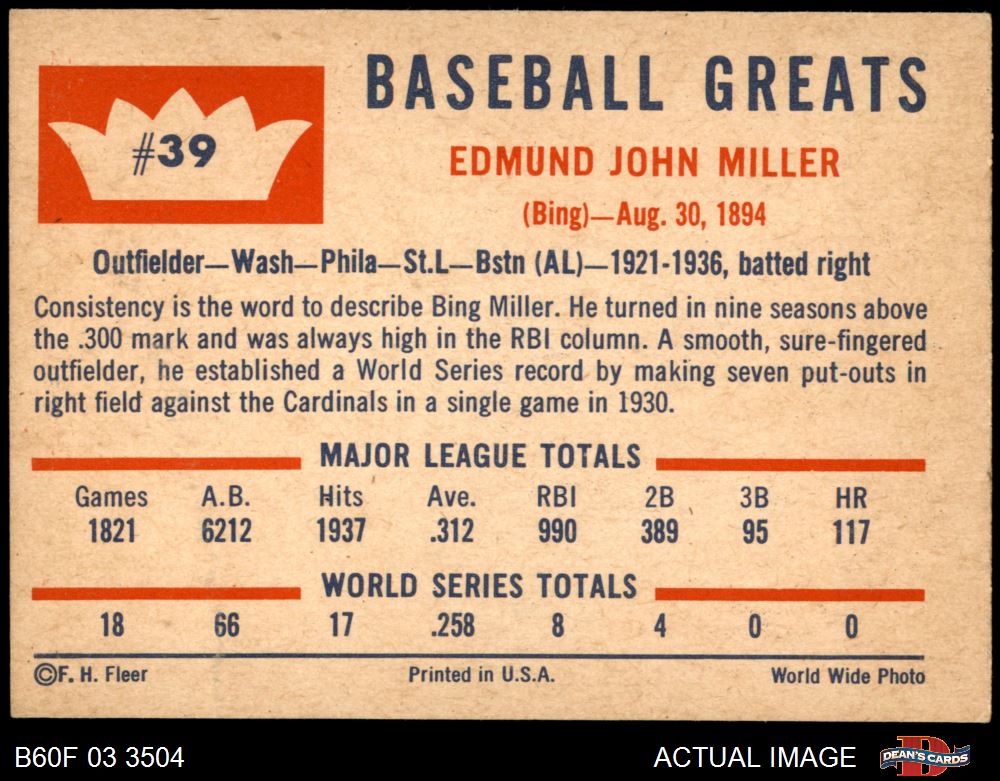 #39
BASEBALL GREATS
EDMUND JOHN MILLER
(Bing)—Aug. 30, 1894
Outfielder—Wash—Phila—St.L—Bstn (AL)—1921-1936, batted right
Consistency is the word to describe Bing Miller. He turned in nine seasons above
the .300 mark and was always high in the RBI column. A smooth, sure-fingered
outfielder, he established a World Series record by making seven put-outs in
right field against the Cardinals in a single game in 1930.
MAJOR LEAGUE TOTALS
Games A.B. Hits Ave. RBI 2B 3B HR
1821 6212 1937 .312 990 389 95 117
WORLD SERIES TOTALS
18 66 17 .258 8 4 0 0
©F. H. Fleer Printed in U.S.A. World Wide Photo
B60F 03 3504 ACTUAL IMAGE DEAN'S CARDS